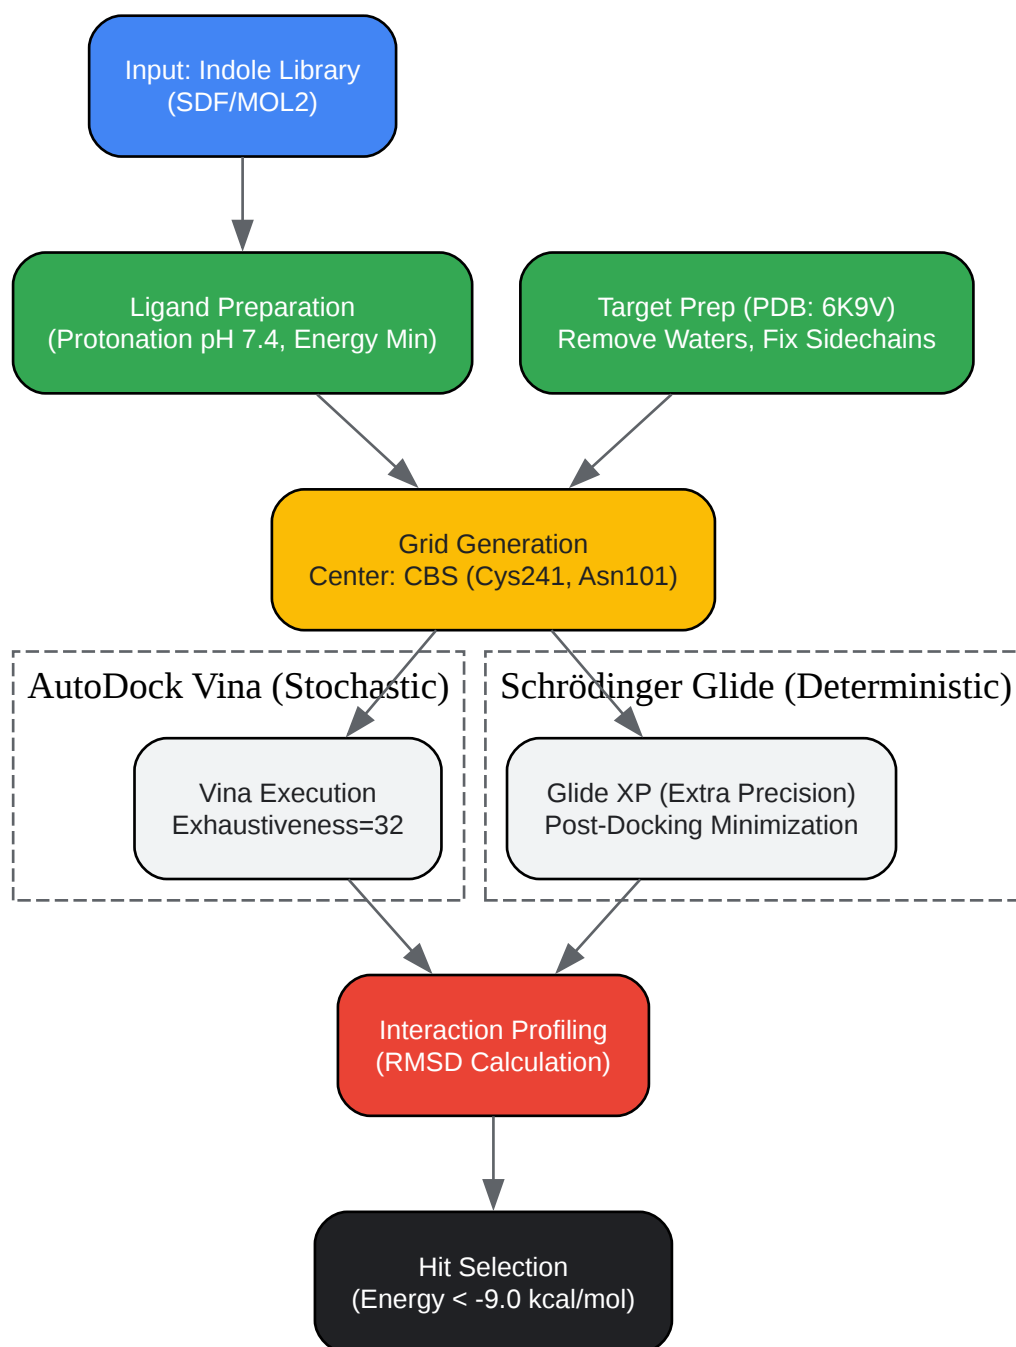 Input: Indole Library
(SDF/MOL2)
Ligand Preparation
(Protonation pH 7.4, Energy Min)
Target Prep (PDB: 6K9V)
Remove Waters, Fix Sidechains
Grid Generation
Center: CBS (Cys241, Asn101)
AutoDock Vina (Stochastic)
Vina Execution
Exhaustiveness=32
Schrödinger Glide (Deterministic)
Glide XP (Extra Precision)
Post-Docking Minimization
Interaction Profiling
(RMSD Calculation)
Hit Selection
(Energy < -9.0 kcal/mol)